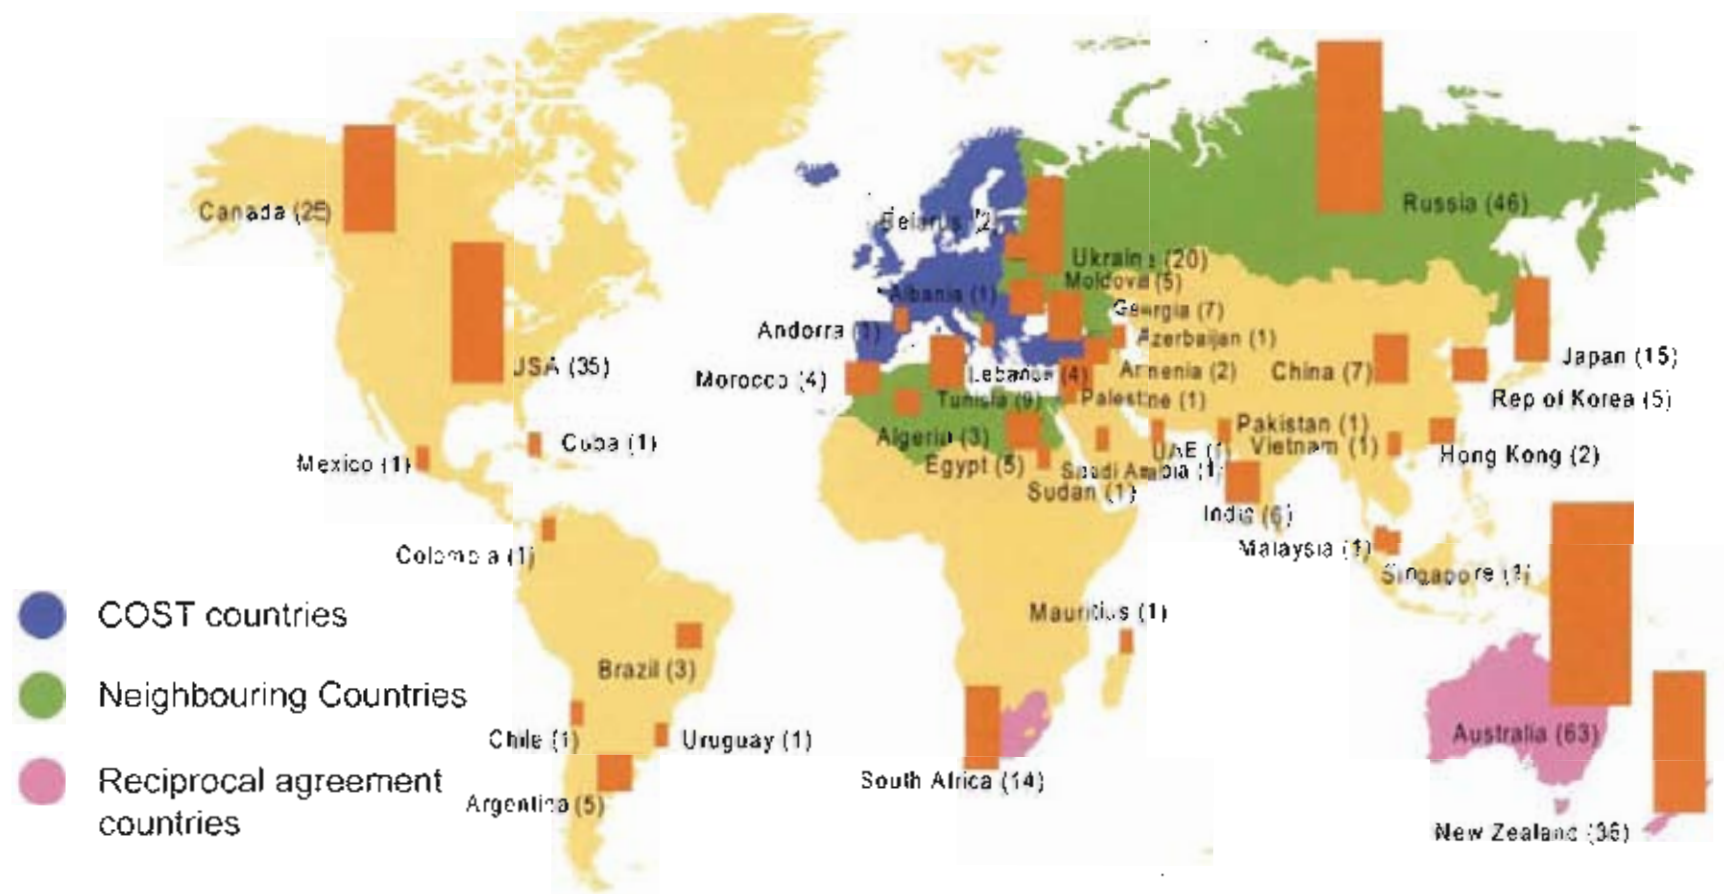 Canada (25)
USA (35)
Mexico (1)
Cuba (1)
Colombia (1)
Brazil (3)
Chile (1)
Uruguay (1)
Argentina (5)
Belarus (2)
Albania (1)
Andorra (1)
Morocco (4)
Lebanon (4)
Tunisia (9)
Algeria (3)
Egypt (5)
Sudan (1)
Saudi Arabia (1)
Ukraine (20)
Moldova (5)
Georgia (7)
Azerbaijan (1)
Armenia (2)
Palestine (1)
UAE (1)
Pakistan (1)
Vietnam (1)
India (6)
Malaysia (1)
Singapore
China (7)
Russia (46)
Japan (15)
Rep of Korea (5)
Hong Kong (2)
Mauritius (1)
South Africa (14)
Australia (63)
New Zealand (36)
COST countries
Neighbouring Countries
Reciprocal agreement
countries